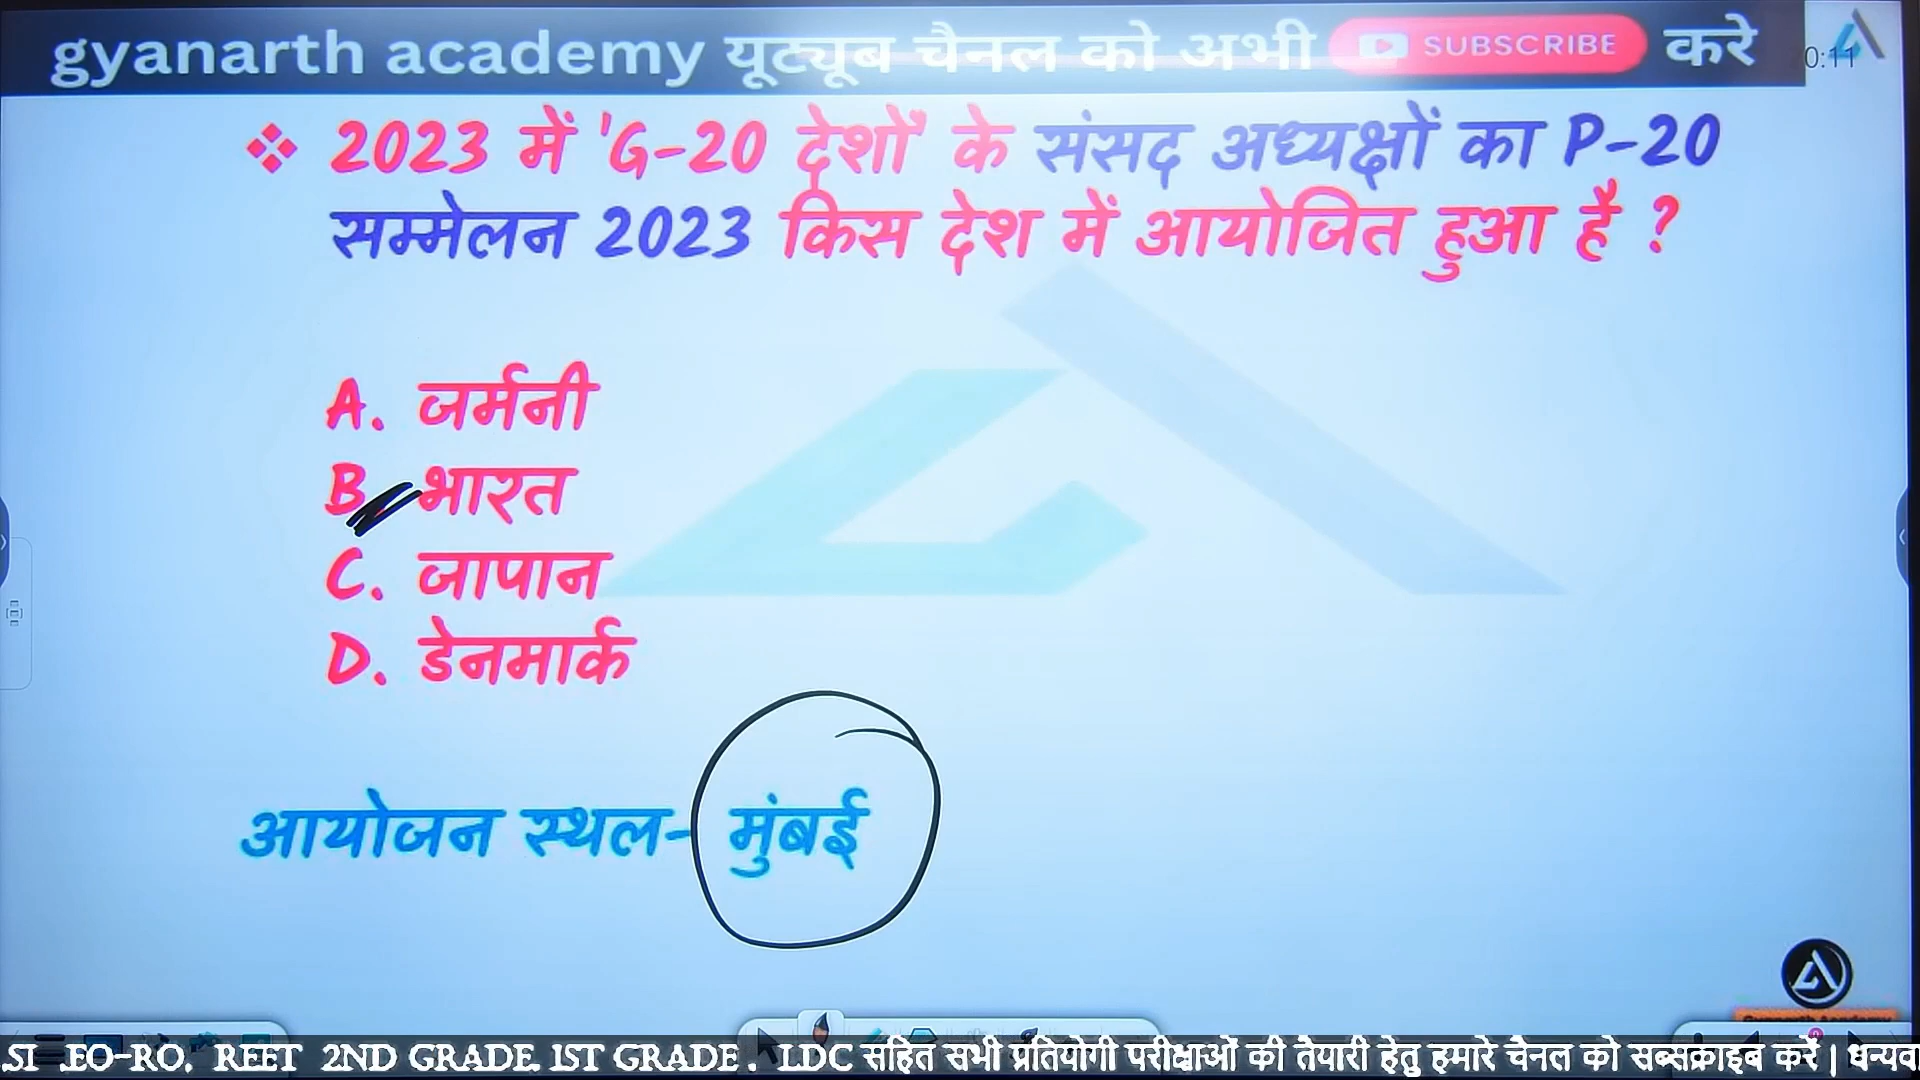 gyanarth academy यूट्यूब चैनल को अभी SUBSCRIBE करे
0:11
❖ 2023 में 'G-20 देशों' के संसद अध्यक्षों का P-20
सम्मेलन 2023 किस देश में आयोजित हुआ है ?
A. जर्मनी
B. भारत
C. जापान
D. डेनमार्क
आयोजन स्थल- मुंबई
.SI .EO-RO, REET 2ND GRADE, 1ST GRADE , LDC सहित सभी प्रतियोगी परीक्षाओं की तैयारी हेतु हमारे चैनल को सब्सक्राइब करें | धन्यव